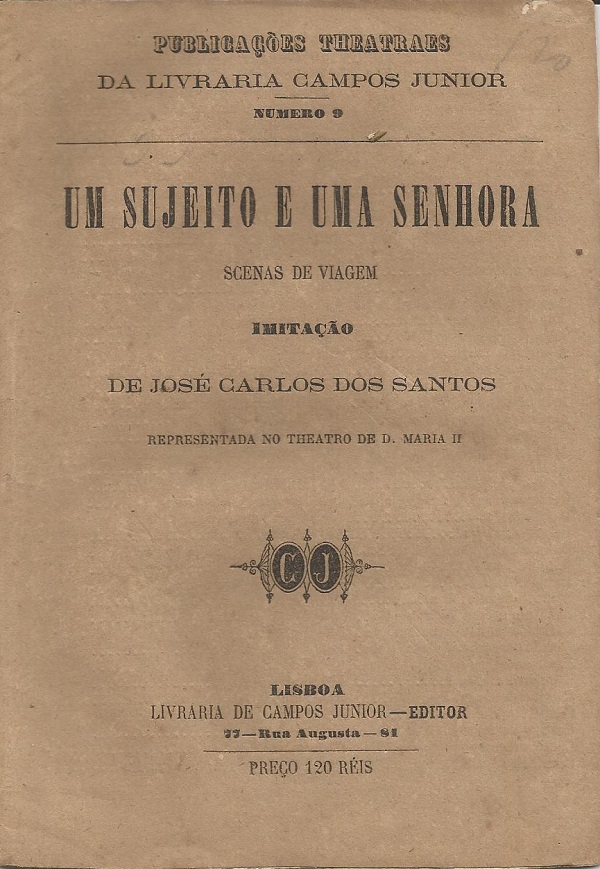 PUBLICAÇÕES THEATRAES
DA LIVRARIA CAMPOS JUNIOR
NUMERO 9
UM SUJEITO E UMA SENHORA
SCENAS DE VIAGEM
IMITAÇÃO
DE JOSÉ CARLOS DOS SANTOS
REPRESENTADA NO THEATRO DE D. MARIA II
CJ
LISBOA
LIVRARIA DE CAMPOS JUNIOR—EDITOR
77—Rua Augusta—81
PREÇO 120 RÉIS